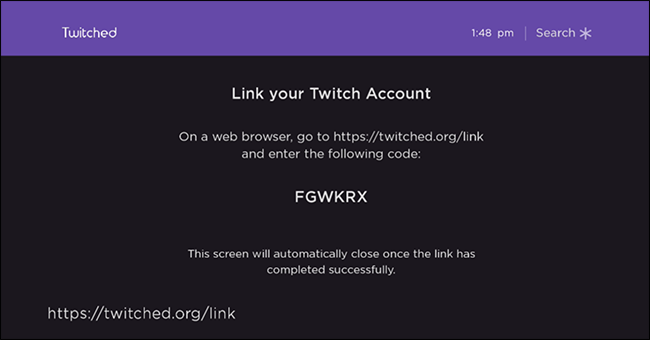 Twitched
1:48 pm
Search
Link your Twitch Account
On a web browser, go to https://twitched.org/link
and enter the following code:
FGWKRX
This screen will automatically close once the link has
completed successfully.
https://twitched.org/link